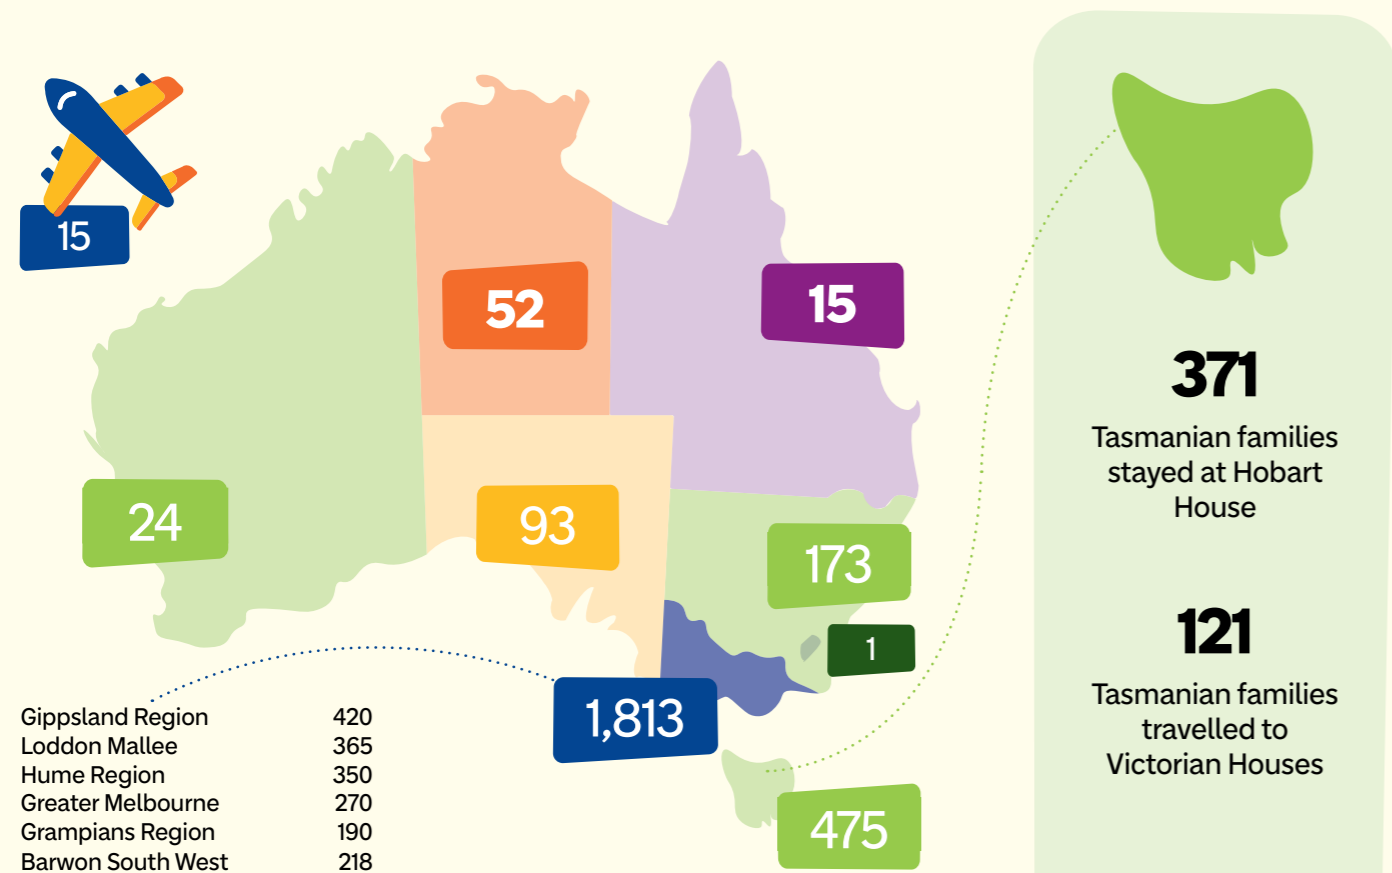 15
52
15
24
93
173
1
1,813
475
Gippsland Region 420
Loddon Mallee 365
Hume Region 350
Greater Melbourne 270
Grampians Region 190
Barwon South West 218
371
Tasmanian families
stayed at Hobart
House
121
Tasmanian families
travelled to
Victorian Houses